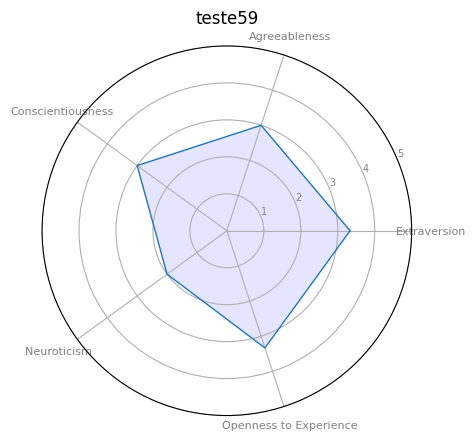 teste59
Agreeableness
Conscientiousness
5
4
3
2
1
Extraversion
Neuroticism
Openness to Experience